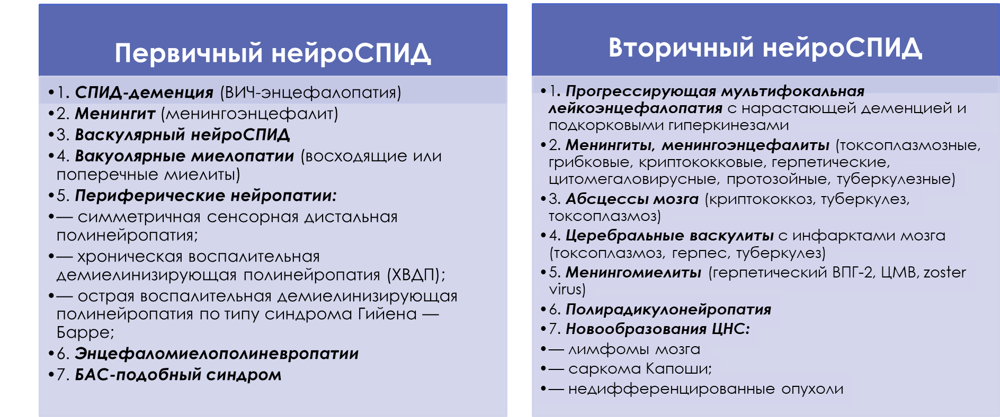 Первичный нейроСПИД
•1. СПИД-деменция (ВИЧ-энцефалопатия)
•2. Менингит (менингоэнцефалит)
•3. Васкулярный нейроСПИД
•4. Вакуолярные миелопатии (восходящие или
поперечные миелиты)
•5. Периферические нейропатии:
•— симметричная сенсорная дистальная
полинейропатия;
•— хроническая воспалительная
демиелинизирующая полинейропатия (ХВДП);
•— острая воспалительная демиелинизирующая
полинейропатия по типу синдрома Гийена —
Барре;
•6. Энцефаломиелополиневропатии
•7. БАС-подобный синдром
Вторичный нейроСПИД
•1. Прогрессирующая мультифокальная
лейкоэнцефалопатия с нарастающей деменцией и
подкорковыми гиперкинезами
•2. Менингиты, менингоэнцефалиты (токсоплазмозные,
грибковые, криптококковые, герпетические,
цитомегаловирусные, протозойные, туберкулезные)
•3. Абсцессы мозга (криптококкоз, туберкулез,
токсоплазмоз)
•4. Церебральные васкулиты с инфарктами мозга
(токсоплазмоз, герпес, туберкулез)
•5. Менингомиелиты (герпетический ВПГ-2, ЦМВ, zoster
virus)
•6. Полирадикулонейропатия
•7. Новообразования ЦНС:
•— лимфомы мозга
•— саркома Капоши;
•— недифференцированные опухоли